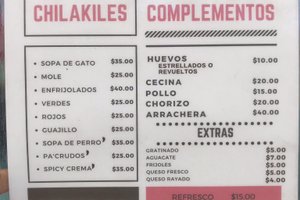 CHILAKILES
• SOPA DE GATO $35.00
• MOLE $25.00
• ENFRIJOLADOS $40.00
• VERDES $25.00
• ROJOS $25.00
• GUAJILLO $25.00
• SOPA DE PERRO $35.00
• PA'CRUDOS $25.00
• SPICY CREMA $35.00
COMPLEMENTOS
HUEVOS $10.00
ESTRELLADOS O
REVUELTOS
CECINA $20.00
POLLO $15.00
CHORIZO $20.00
ARRACHERA $40.00
EXTRAS
GRATINADO $5.00
AGUACATE $7.00
FRIJOLES $5.00
QUESO FRESCO $5.00
QUESO RAYADO $4.00
REFRESCO $15.00